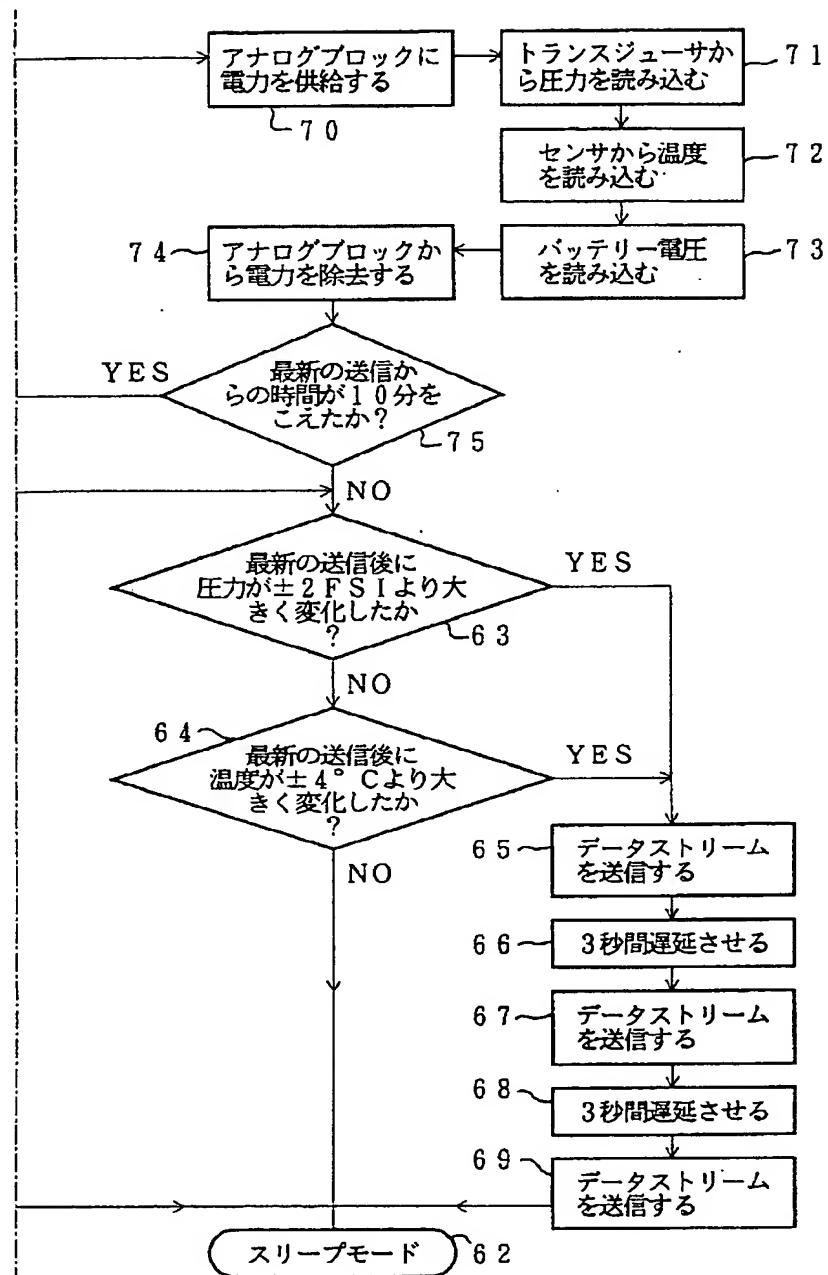 アナログブロックに
電力を供給する
70
トランスジューサか
ら圧力を読み込む
71
センサから温度
を読み込む
72
バッテリー電圧
を読み込む
73
アナログブロックか
ら電力を除去する
74
最新の送信か
らの時間が10分を
こえたか?
75
YES
NO
最新の送信後に
圧力が±2FSIより大
きく変化したか
?
63
YES
NO
最新の送信後に
温度が±4°Cより大
きく変化したか
?
64
YES
NO
データストリーム
を送信する
65
3秒間遅延させる
66
データストリーム
を送信する
67
3秒間遅延させる
68
データストリーム
を送信する
69
スリープモード
62